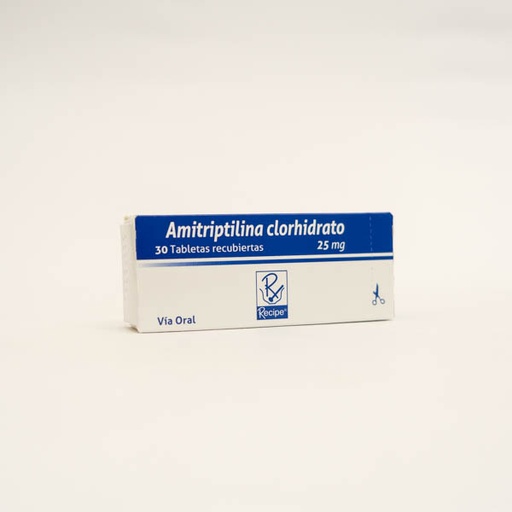 Amitriptilina clorhidrato
30 Tabletas recubiertas 25 mg
Recipe®
Vía Oral